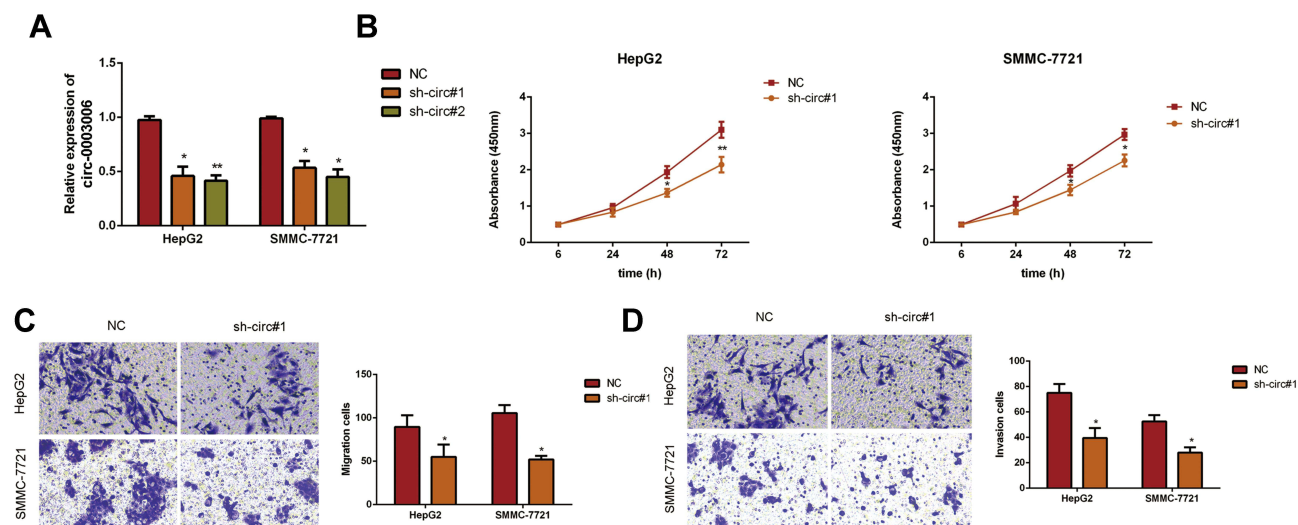 A
Relative expression of
circ-0003006
1.5
1.0
0.5
0.0
*
**
*
*
HepG2
SMMC-7721
NC
sh-circ#1
sh-circ#2
B
HepG2
Absorbance (450nm)
4
3
2
1
0
*
**
6
24
48
72
time (h)
NC
sh-circ#1
SMMC-7721
Absorbance (450nm)
4
3
2
1
0
*
*
6
24
48
72
time (h)
NC
sh-circ#1
C
NC
sh-circ#1
HepG2
SMMC-7721
Migration cells
150
100
50
0
*
*
HepG2
SMMC-7721
NC
sh-circ#1
D
NC
sh-circ#1
HepG2
SMMC-7721
Invasion cells
100
80
60
40
20
0
*
*
HepG2
SMMC-7721
NC
sh-circ#1